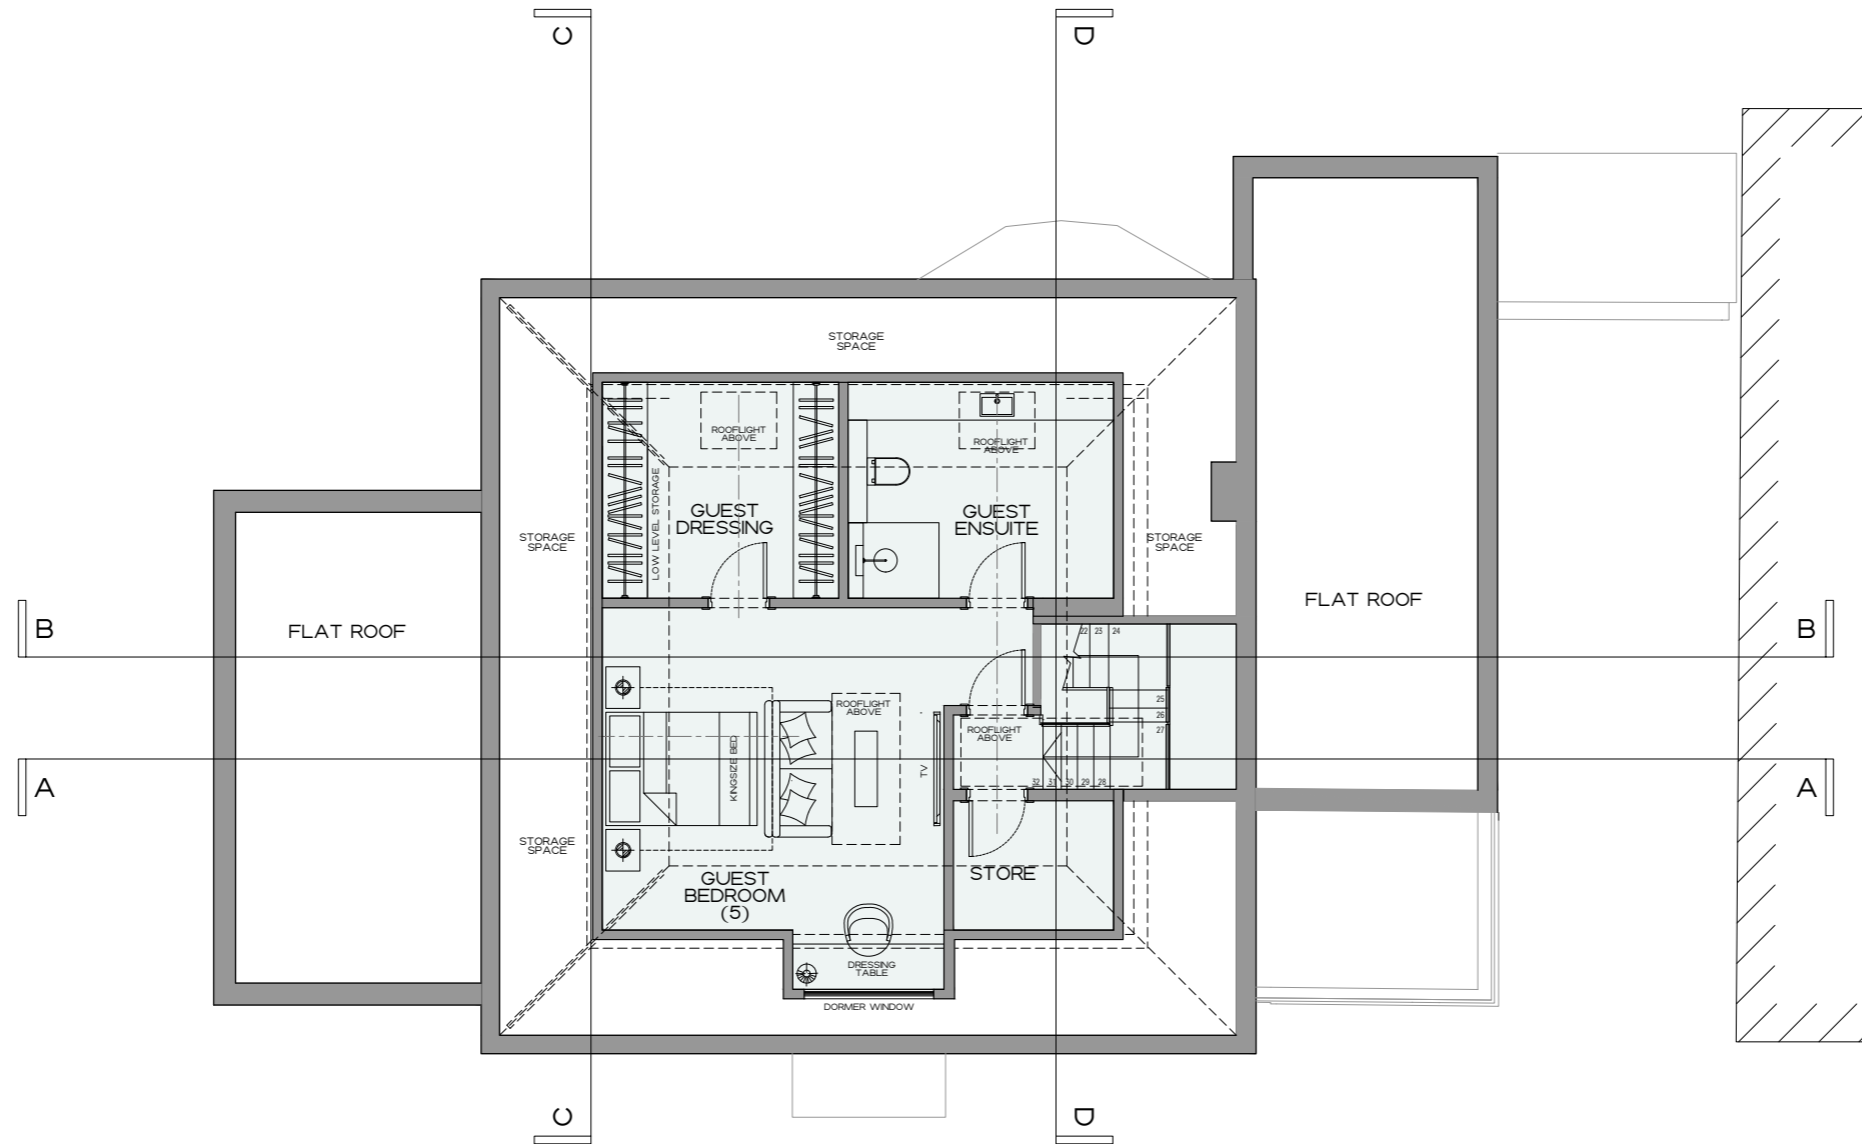 C
D
STORAGE
SPACE
ROOFLIGHT
ABOVE
ROOFLIGHT
ABOVE
LOW LEVEL STORAGE
GUEST
DRESSING
GUEST
ENSUITE
STORAGE
SPACE
STORAGE
SPACE
FLAT ROOF
FLAT ROOF
B
B
22 23 24
25
26
27
ROOFLIGHT
ABOVE
ROOFLIGHT
ABOVE
KINGSIZE BED
TV
32 31 30 29 28
A
A
STORAGE
SPACE
GUEST
BEDROOM
(5)
STORE
DRESSING
TABLE
DORMER WINDOW
C
D